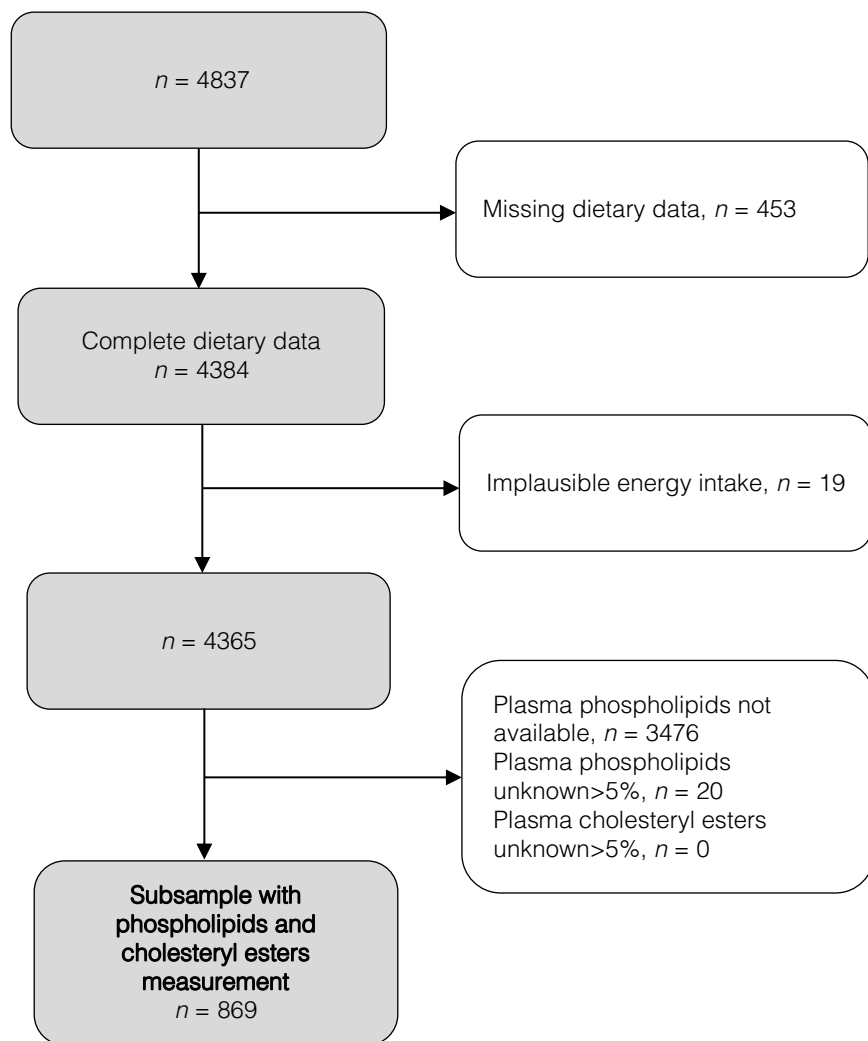 n = 4837
Missing dietary data, n = 453
Complete dietary data
n = 4384
Implausible energy intake, n = 19
n = 4365
Plasma phospholipids not
available, n = 3476
Plasma phospholipids
unknown>5%, n = 20
Plasma cholesteryl esters
unknown>5%, n = 0
Subsample with
phospholipids and
cholesteryl esters
measurement
n = 869